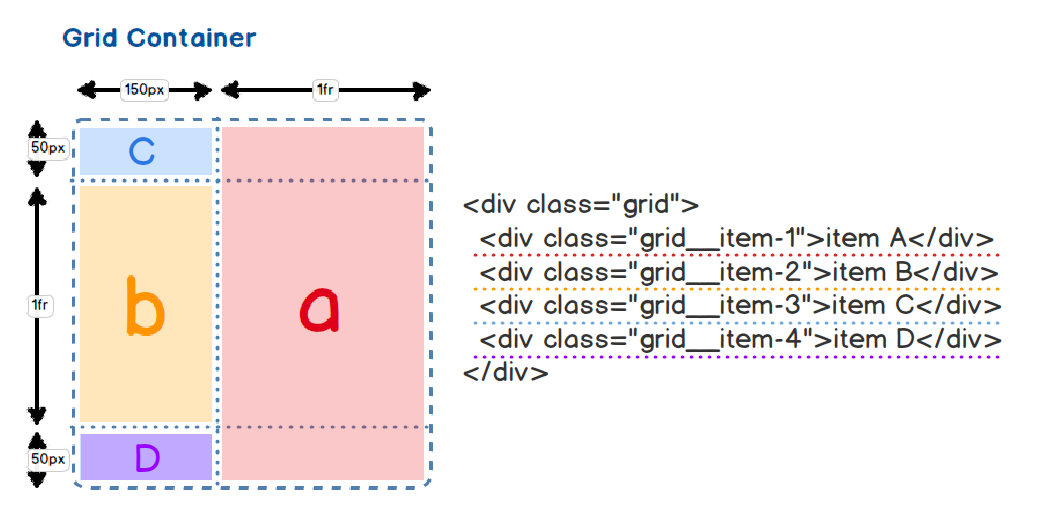 Grid Container
150px
1fr
50px
C
1fr
b
a
50px
D
<div class="grid">
<div class="grid__item-1">item A</div>
<div class="grid__item-2">item B</div>
<div class="grid__item-3">item C</div>
<div class="grid__item-4">item D</div>
</div>